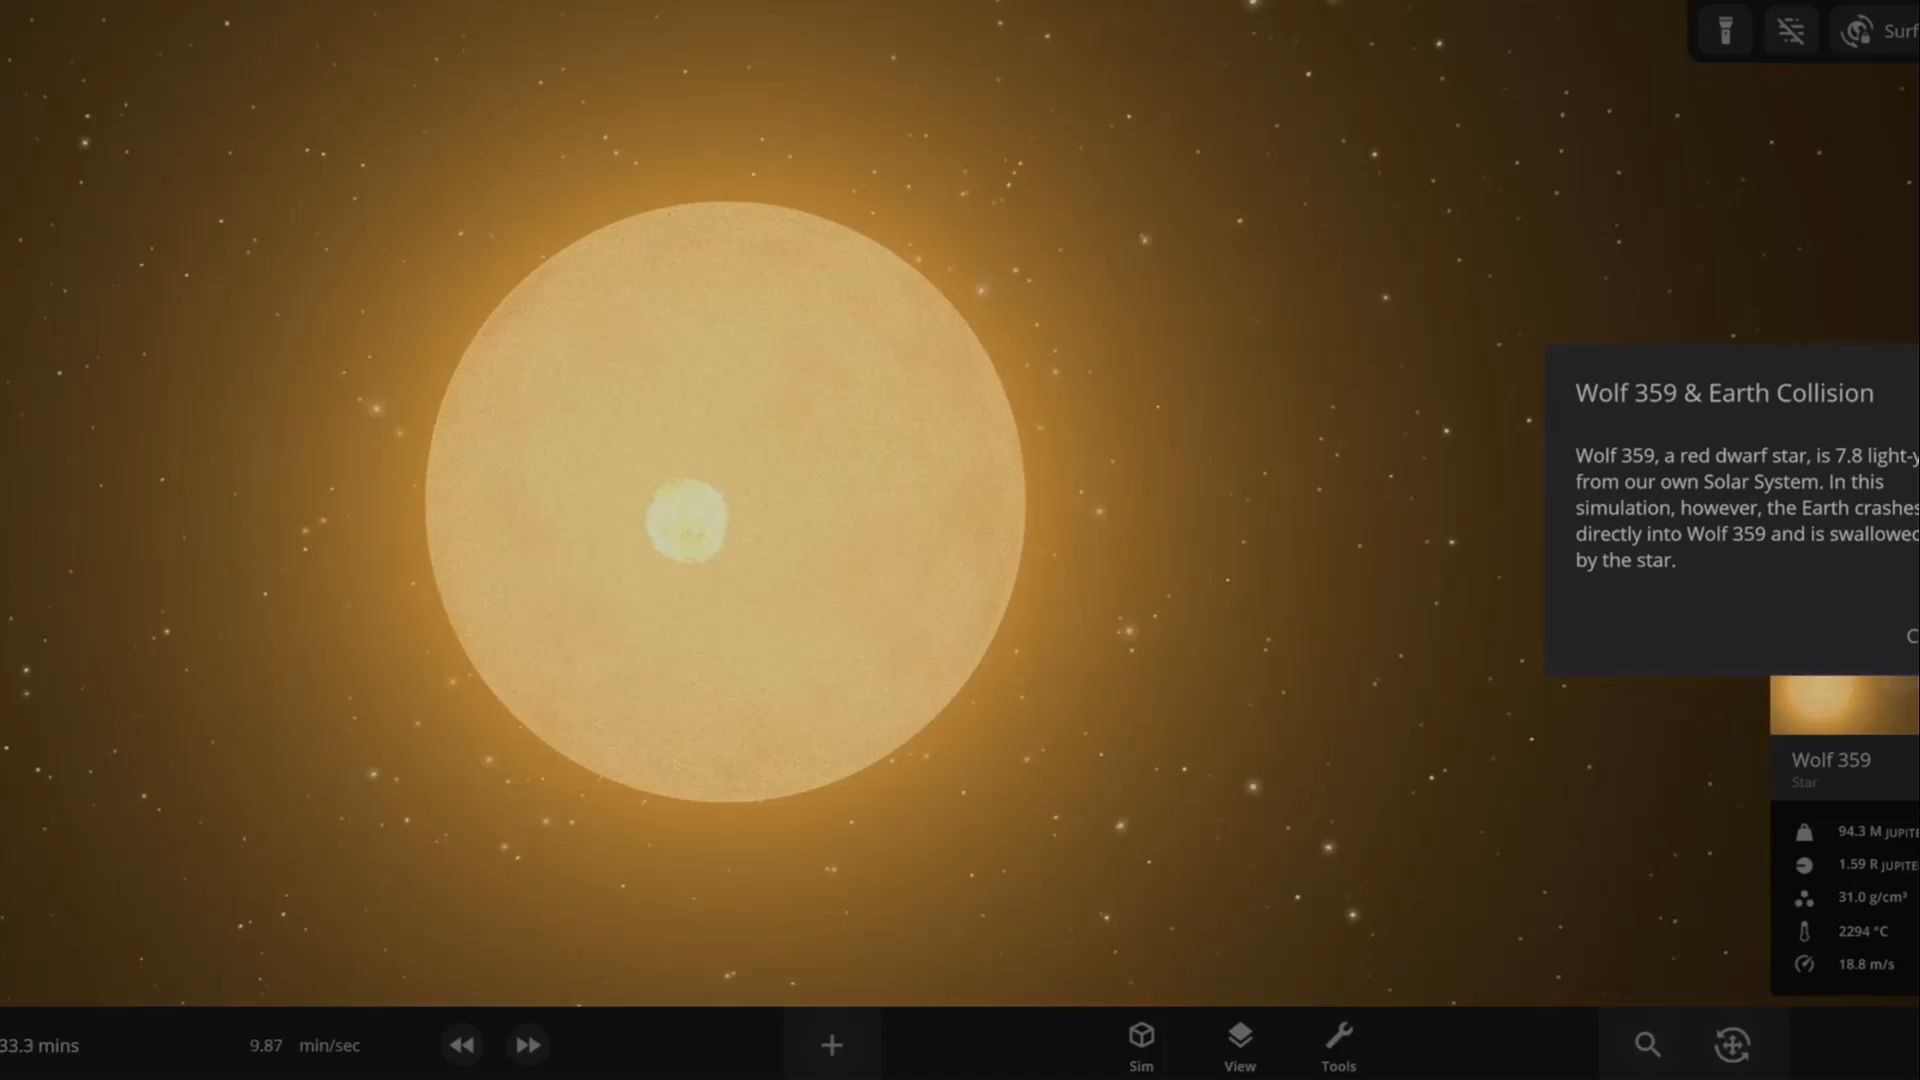 Surf
Wolf 359 & Earth Collision
Wolf 359, a red dwarf star, is 7.8 light-y
from our own Solar System. In this
simulation, however, the Earth crashes
directly into Wolf 359 and is swallowed
by the star.
C
Wolf 359
Star
94.3 M JUPITE
1.59 R JUPITE
31.0 g/cm³
2294 °C
18.8 m/s
33.3 mins
9.87 min/sec
Sim
View
Tools